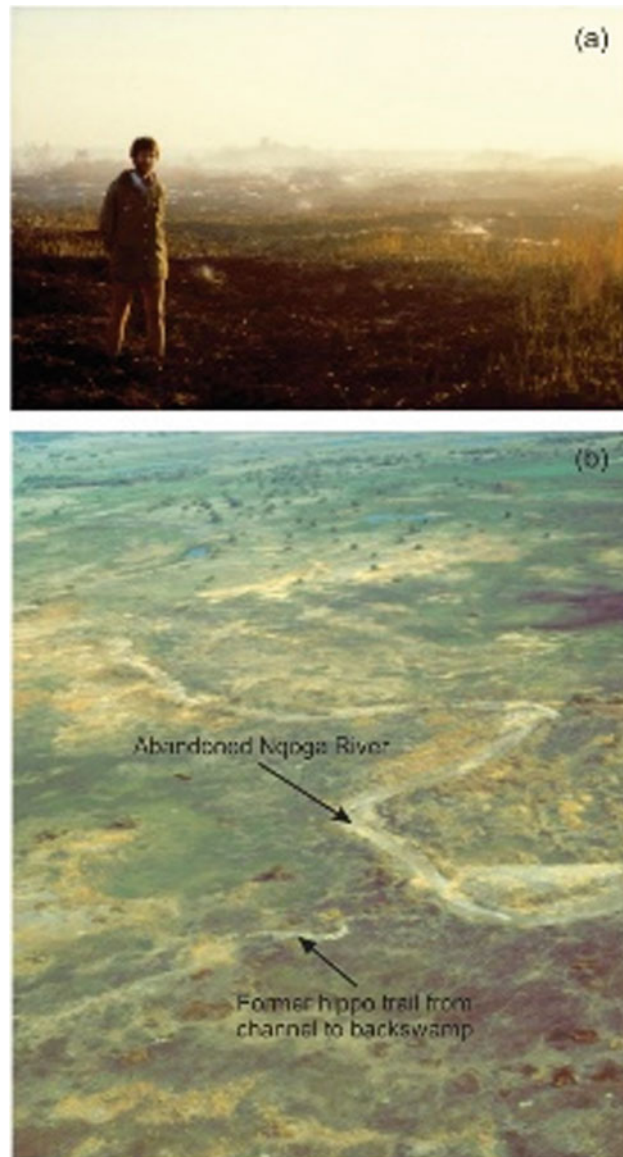 (a)
(b)
Abandoned Nqoga River
Former hippo trail from
channel to backswamp